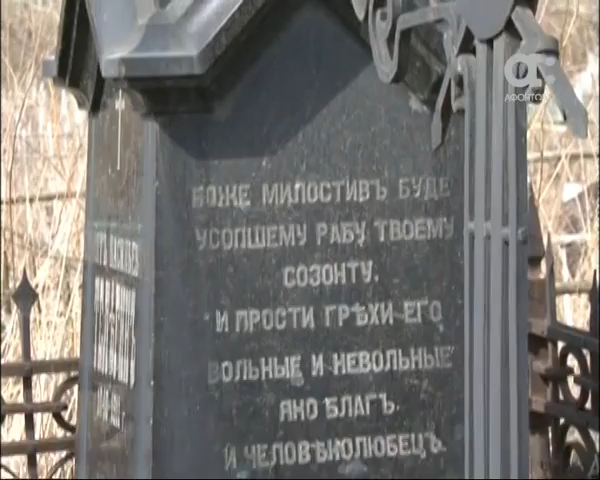 БОЖЕ МИЛОСТИВЪ БУДЕ
УСОПШЕМУ РАБУ ТВОЕМУ
СОЗОНТУ.
И ПРОСТИ ГРѢХИ ЕГО
ВОЛЬНЫЕ И НЕВОЛЬНЫЕ
ЯКО БЛАГЪ
И ЧЕЛОВѢКОЛЮБЕЦЪ.